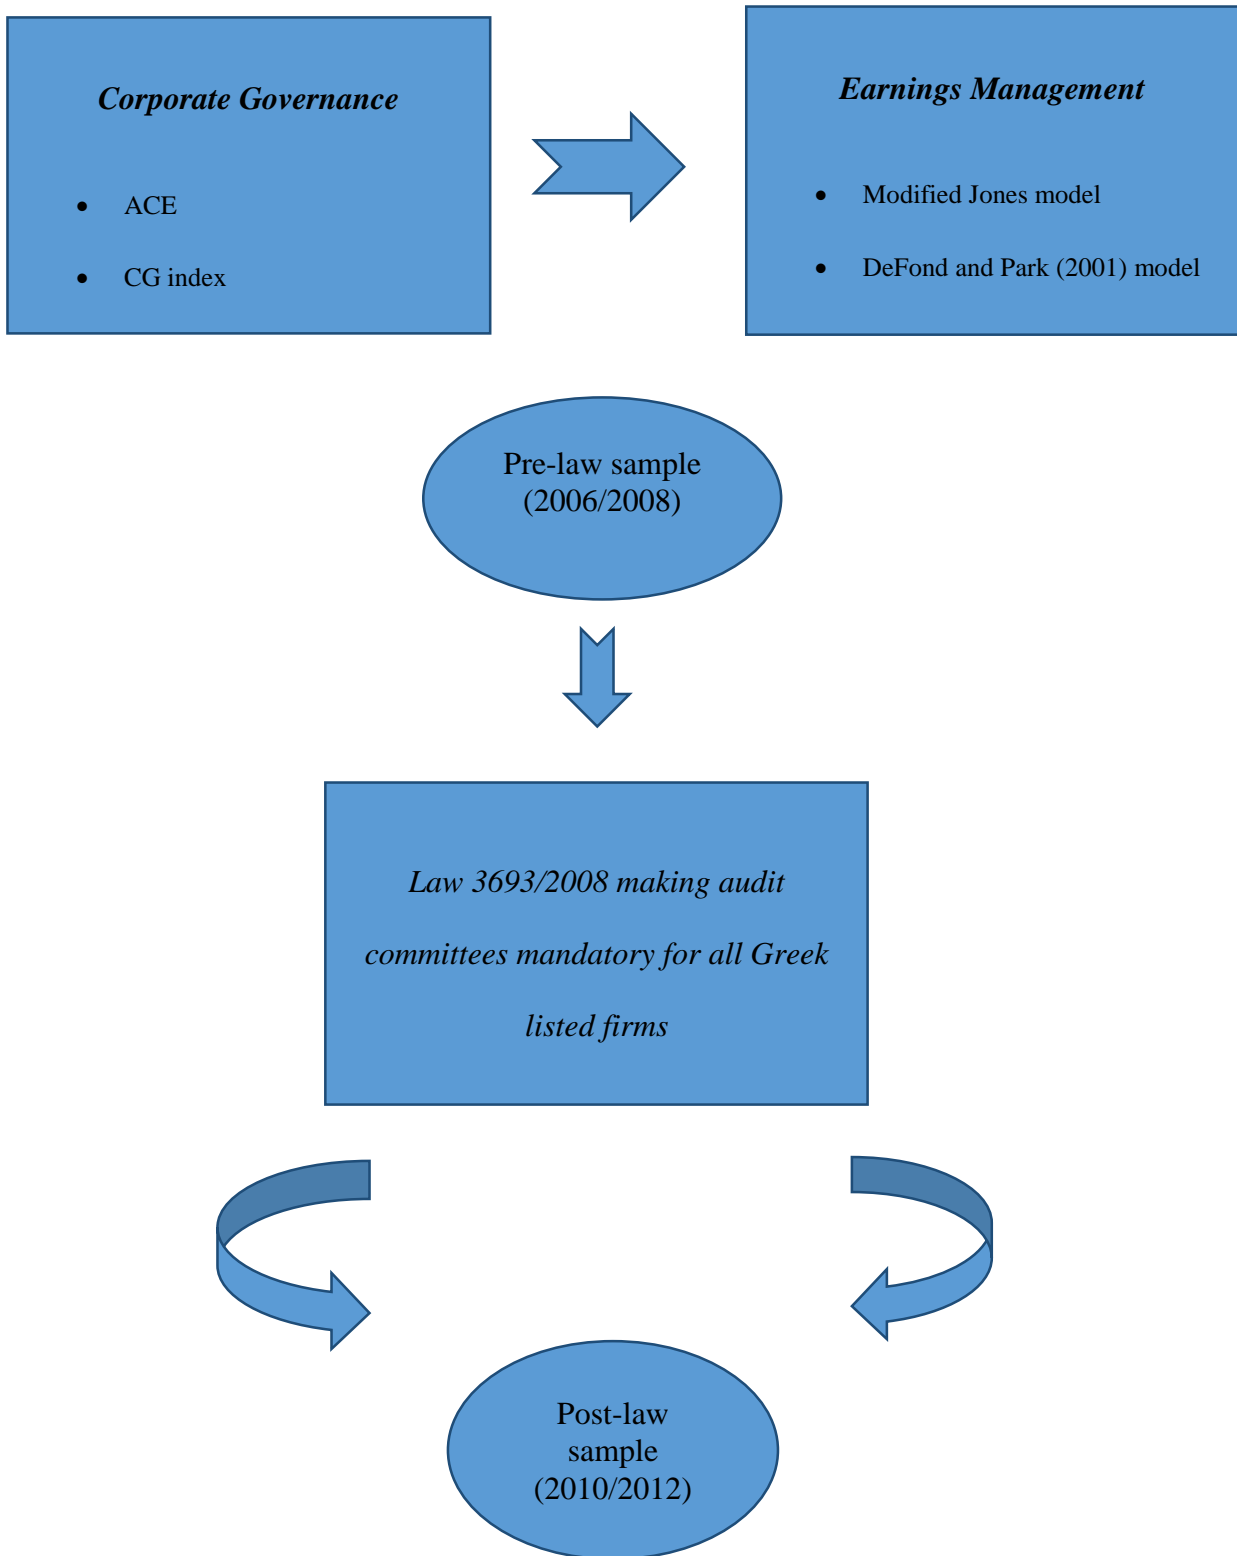 Corporate Governance
• ACE
• CG index
Earnings Management
• Modified Jones model
• DeFond and Park (2001) model
Pre-law sample
(2006/2008)
Law 3693/2008 making audit
committees mandatory for all Greek
listed firms
Post-law
sample
(2010/2012)